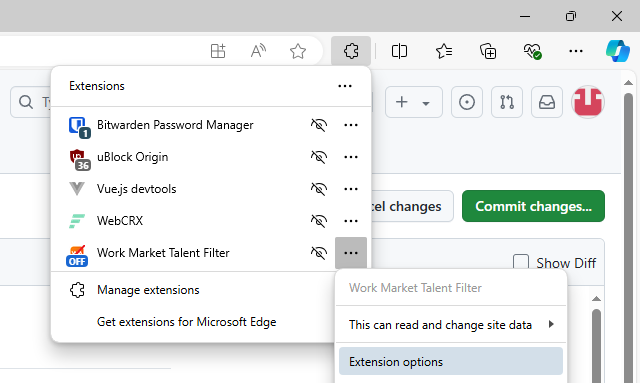 Extensions
Bitwarden Password Manager
1
uBlock Origin
36
Vue.js devtools
WebCRX
Work Market Talent Filter
OFF
Manage extensions
Get extensions for Microsoft Edge
changes
Commit changes...
Show Diff
Work Market Talent Filter
This can read and change site data
Extension options